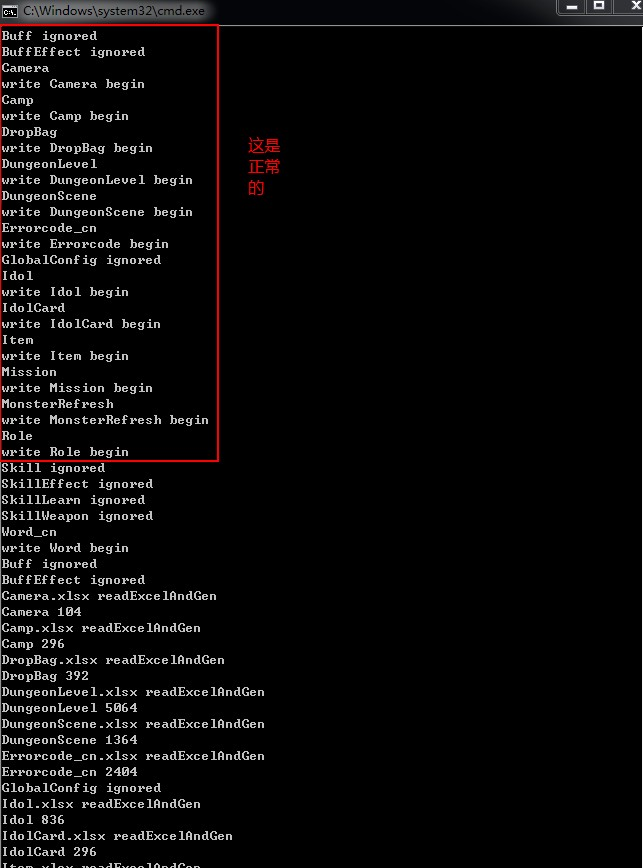 C:\Windows\system32\cmd.exe
Buff ignored
BuffEffect ignored
Camera
write Camera begin
Camp
write Camp begin
DropBag
write DropBag begin
DungeonLevel
write DungeonLevel begin
DungeonScene
write DungeonScene begin
Errorcode_cn
write Errorcode begin
GlobalConfig ignored
Idol
write Idol begin
IdolCard
write IdolCard begin
Item
write Item begin
Mission
write Mission begin
MonsterRefresh
write MonsterRefresh begin
Role
write Role begin
这是
正常
的
Skill ignored
SkillEffect ignored
SkillLearn ignored
SkillWeapon ignored
Word_cn
write Word begin
Buff ignored
BuffEffect ignored
Camera.xlsx readExcelAndGen
Camera 104
Camp.xlsx readExcelAndGen
Camp 296
DropBag.xlsx readExcelAndGen
DropBag 392
DungeonLevel.xlsx readExcelAndGen
DungeonLevel 5064
DungeonScene.xlsx readExcelAndGen
DungeonScene 1364
Errorcode_cn.xlsx readExcelAndGen
Errorcode_cn 2404
GlobalConfig ignored
Idol.xlsx readExcelAndGen
Idol 836
IdolCard.xlsx readExcelAndGen
IdolCard 296
Item.xlsx readExcelAndGen